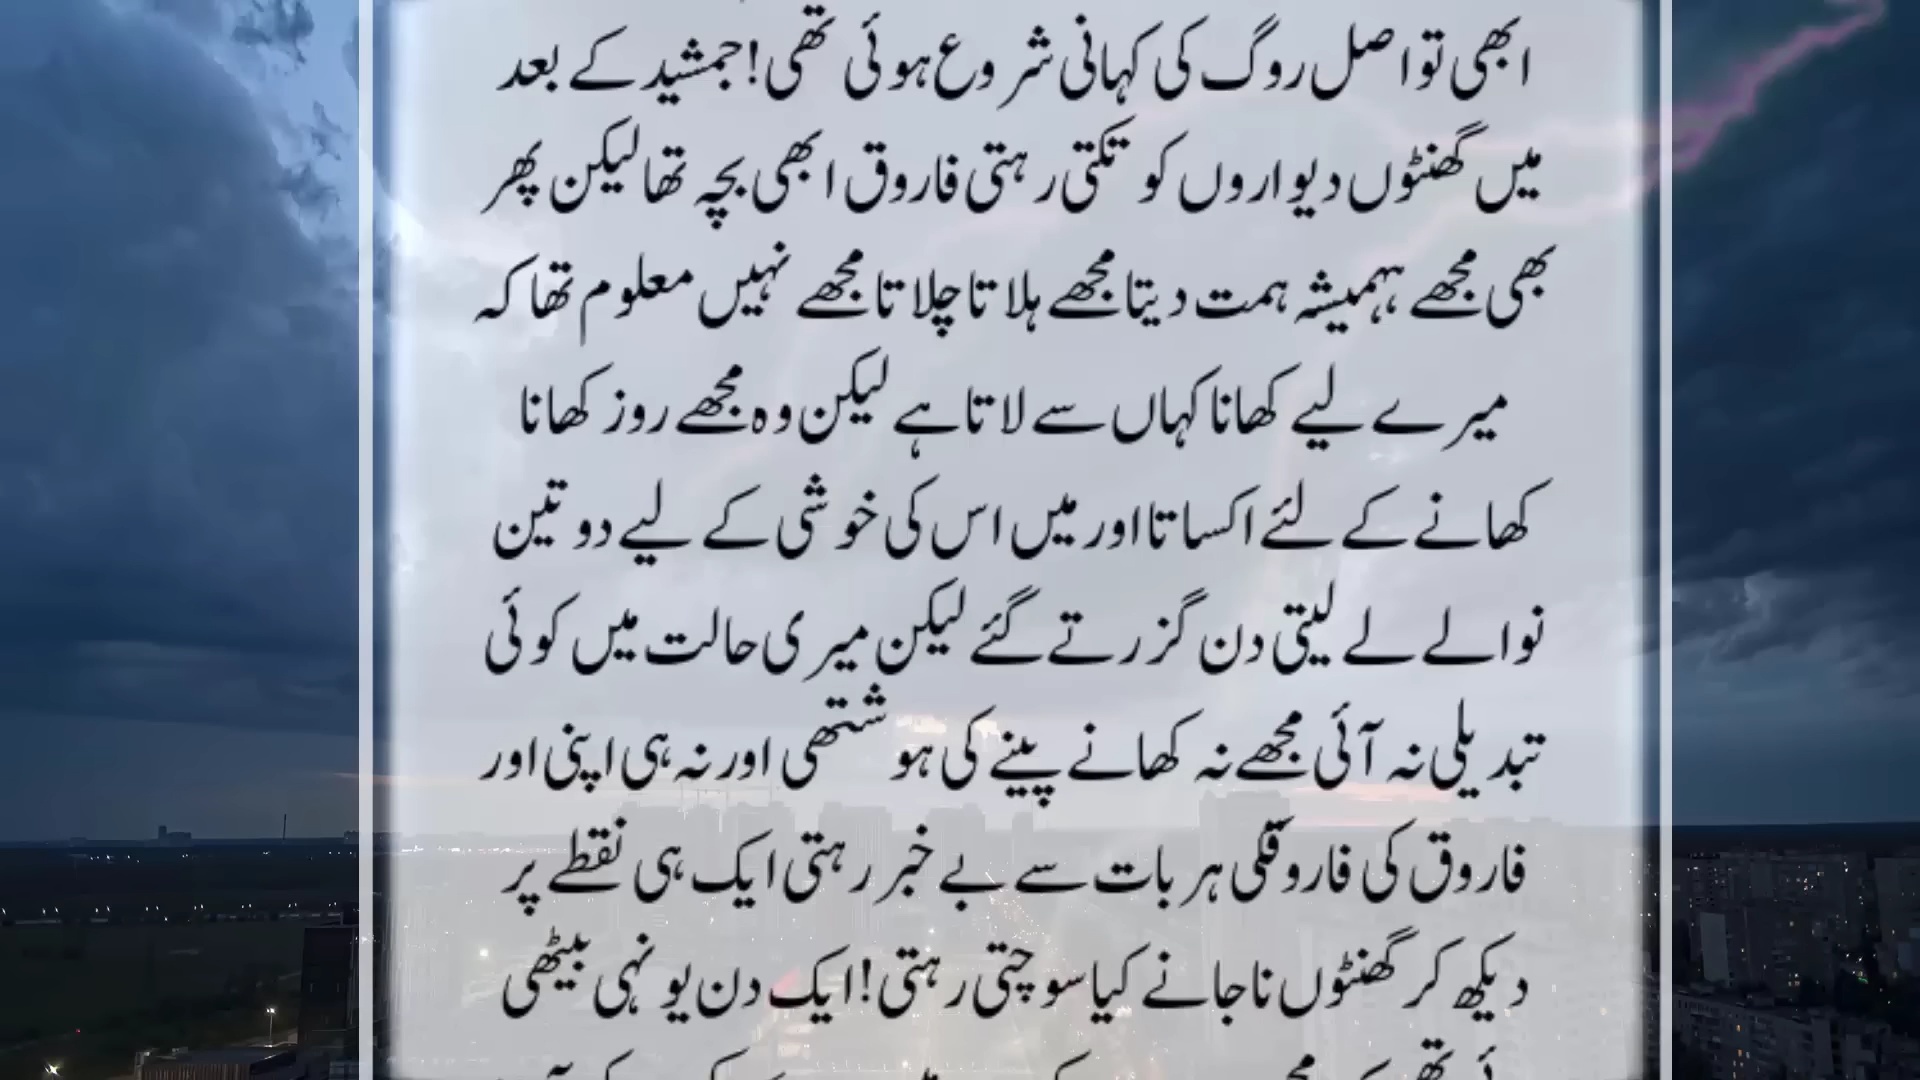 ابھی تو اصل روگ کی کہانی شروع ہوئی تھی! جمشید کے بعد
میں گھنٹوں دیواروں کو تکتی رہتی فاروق ابھی بچہ تھا لیکن پھر
بھی مجھے ہمیشہ ہمت دیتا مجھے ہلاتا چلاتا مجھے نہیں معلوم تھا کہ
میرے لیے کھانا کہاں سے لاتا ہے لیکن وہ مجھے روز کھانا
کھانے کے لئے اکساتا اور میں اس کی خوشی کے لیے دو تین
نوالے لے لیتی دن گزرتے گئے لیکن میری حالت میں کوئی
تبدیلی نہ آئی مجھے نہ کھانے پینے کی ہوشتھی اور نہ ہی اپنی اور
فاروق کی فاروقکی ہر بات سے بے خبر رہتی ایک ہی نقطے پر
دیکھ کر گھنٹوں ناجانے کیا سوچتی رہتی! ایک دن یونہی بیٹھی